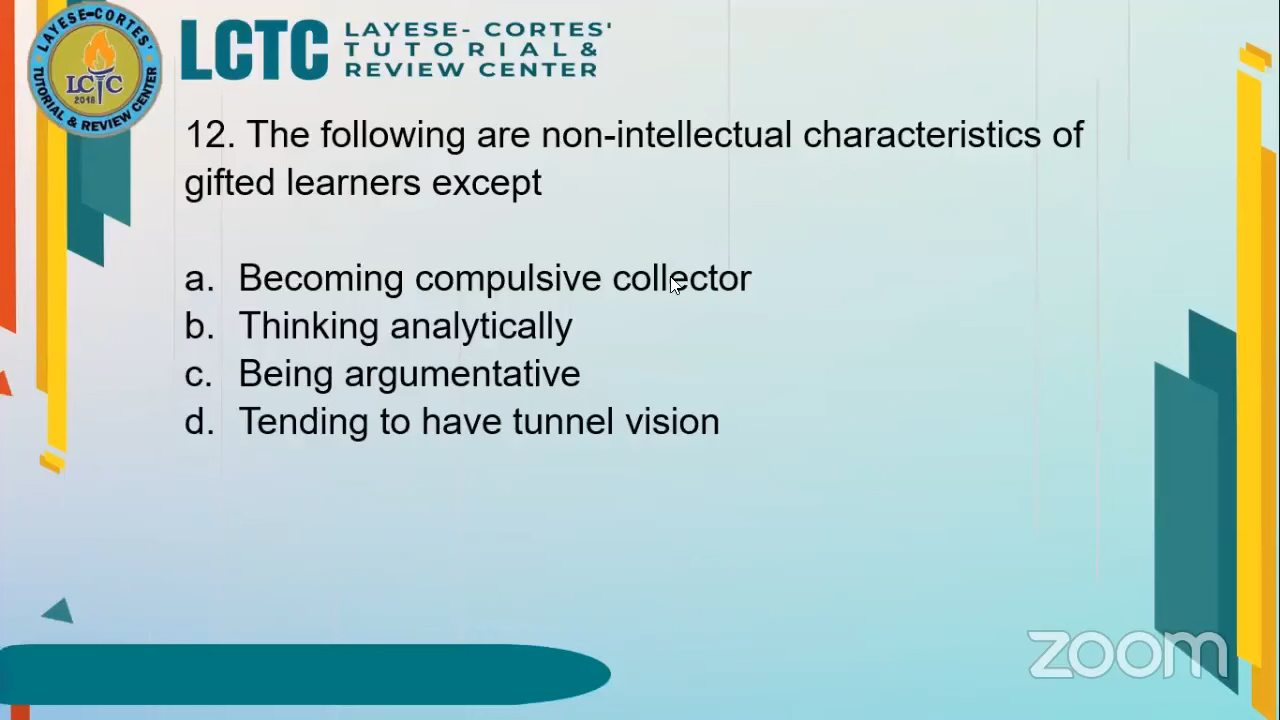 LAYESE-CORTES'
LCTC
2018
TUTORIAL & REVIEW CENTER
LCTC
LAYESE- CORTES'
TUTORIAL &
REVIEW CENTER
12. The following are non-intellectual characteristics of
gifted learners except
a. Becoming compulsive collector
b. Thinking analytically
c. Being argumentative
d. Tending to have tunnel vision
zoom